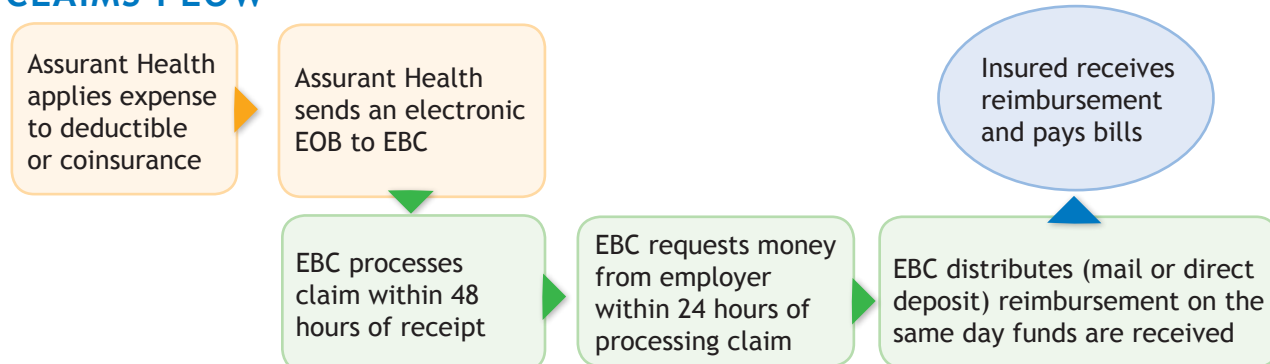 CLAIMS FLOW
Assurant Health
applies expense
to deductible
or coinsurance
Assurant Health
sends an electronic
EOB to EBC
EBC processes
claim within 48
hours of receipt
EBC requests money
from employer
within 24 hours of
processing claim
EBC distributes (mail or direct
deposit) reimbursement on the
same day funds are received
Insured receives
reimbursement
and pays bills